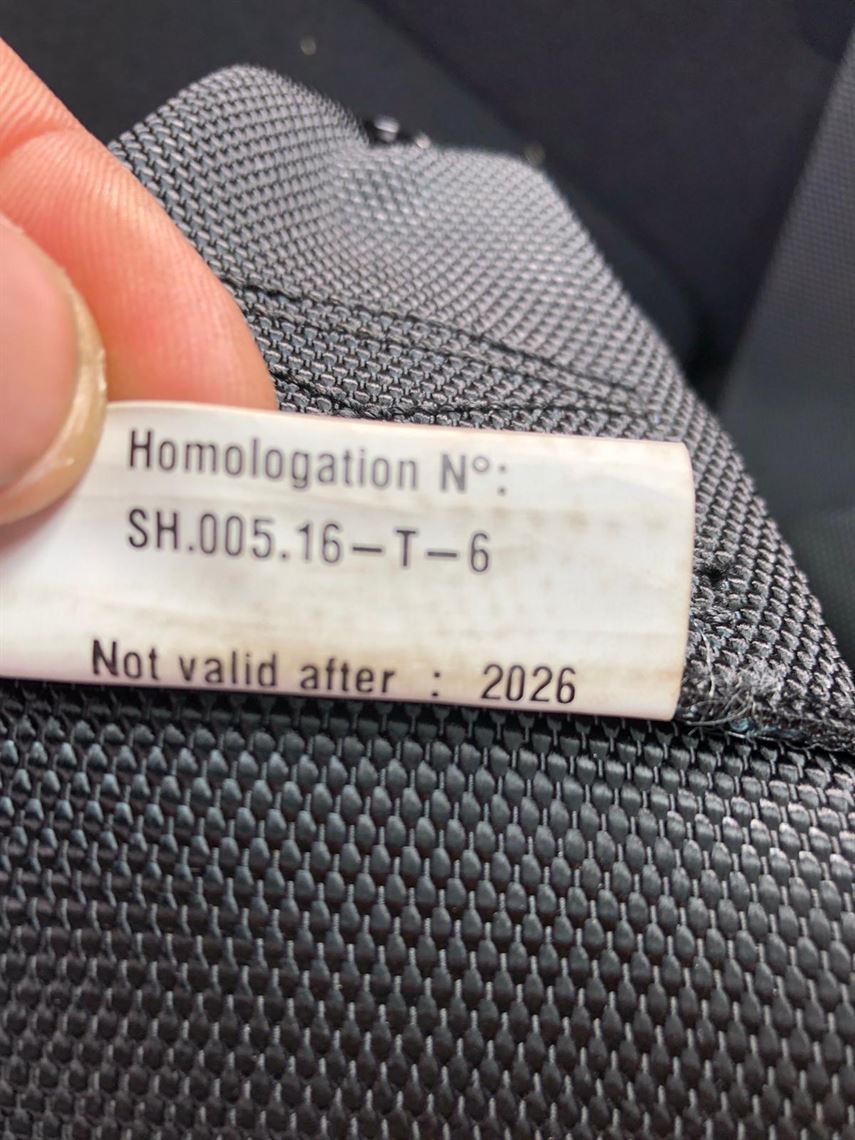 Homologation N°:
SH.005.16–T–6
Not valid after : 2026